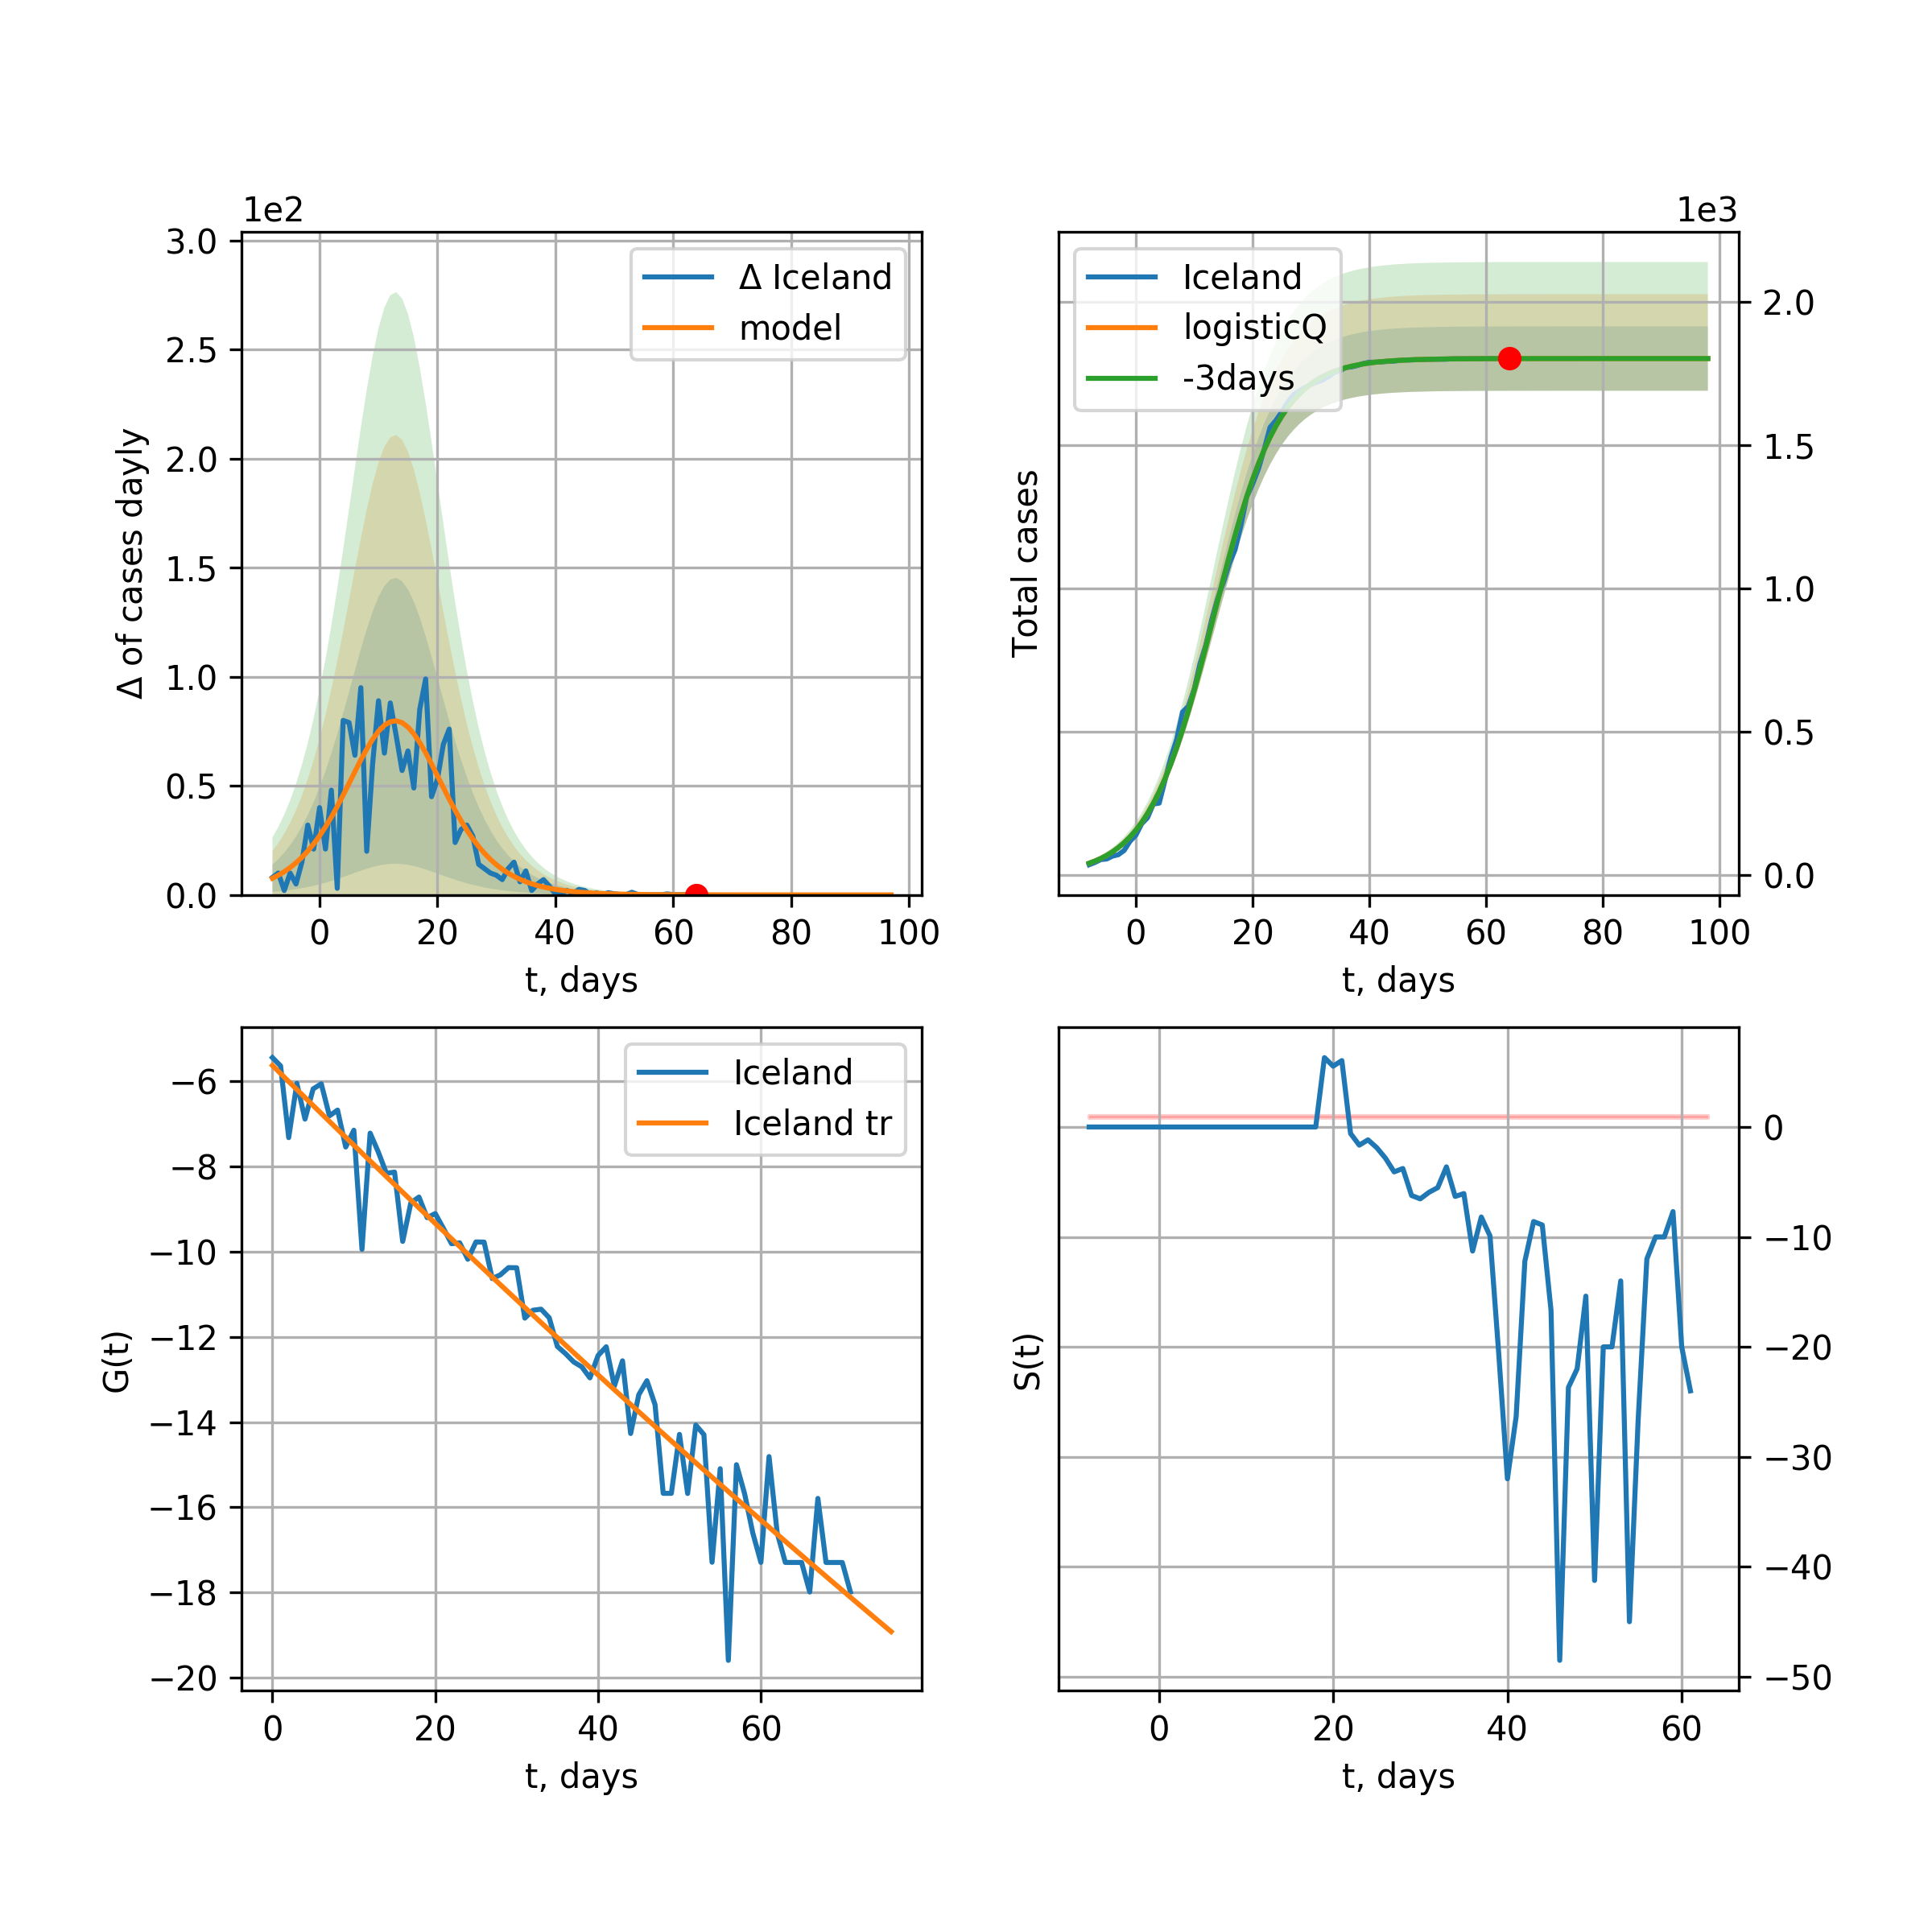 1e2
3.0
2.5
2.0
1.5
1.0
0.5
0.0
Δ of cases dayly
Δ Iceland
model
0 20 40 60 80 100
t, days
1e3
Iceland
logisticQ
-3days
Total cases
2.0
1.5
1.0
0.5
0.0
0 20 40 60 80 100
t, days
Iceland
Iceland tr
−6
−8
−10
−12
−14
−16
−18
−20
G(t)
0 20 40 60
t, days
S(t)
0
−10
−20
−30
−40
−50
0 20 40 60
t, days